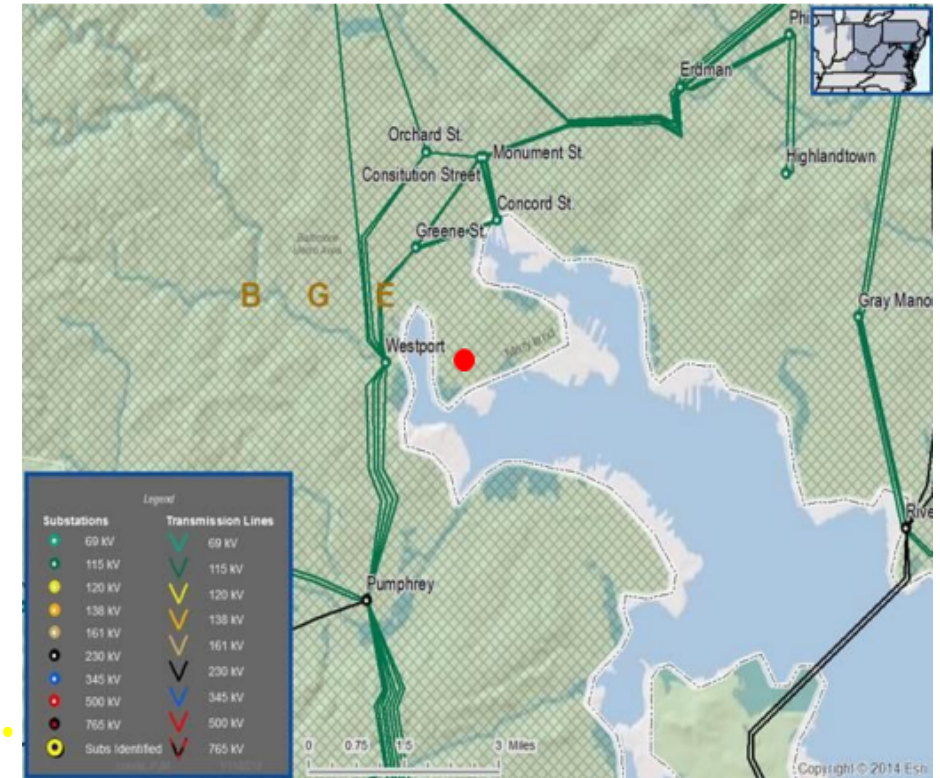 Phi
Erdman
Orchard St.
Monument St.
Highlandtown
Consitution Street
Concord St.
Greene St.
Baltimore
B G E
Gray Manor
Westport
Maryland
River
Pumphrey
Legend
Substations Transmission Lines
69 kV 69 kV
115 kV 115 kV
120 kV 120 kV
138 kV 138 kV
161 kV 161 kV
230 kV 230 kV
345 kV 345 kV
500 kV 500 kV
765 kV 765 kV
Subs Identified
0 0.75 1.5 3 Miles
Copyright © 2014 Esri